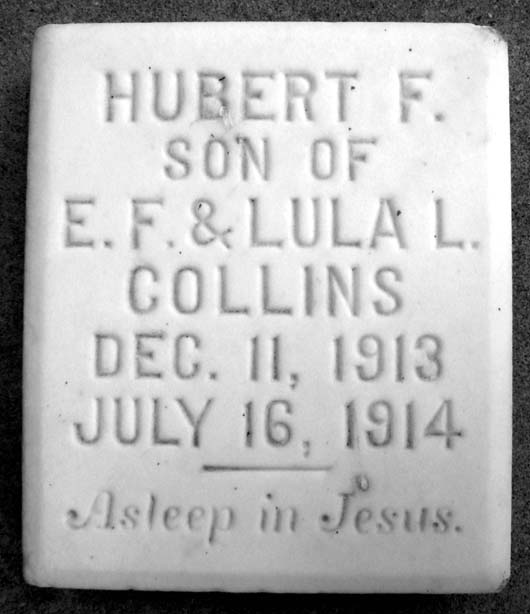 HUBERT F.
SON OF
E. F. & LULA L.
COLLINS
DEC. 11, 1913
JULY 16, 1914
Asleep in Jesus.